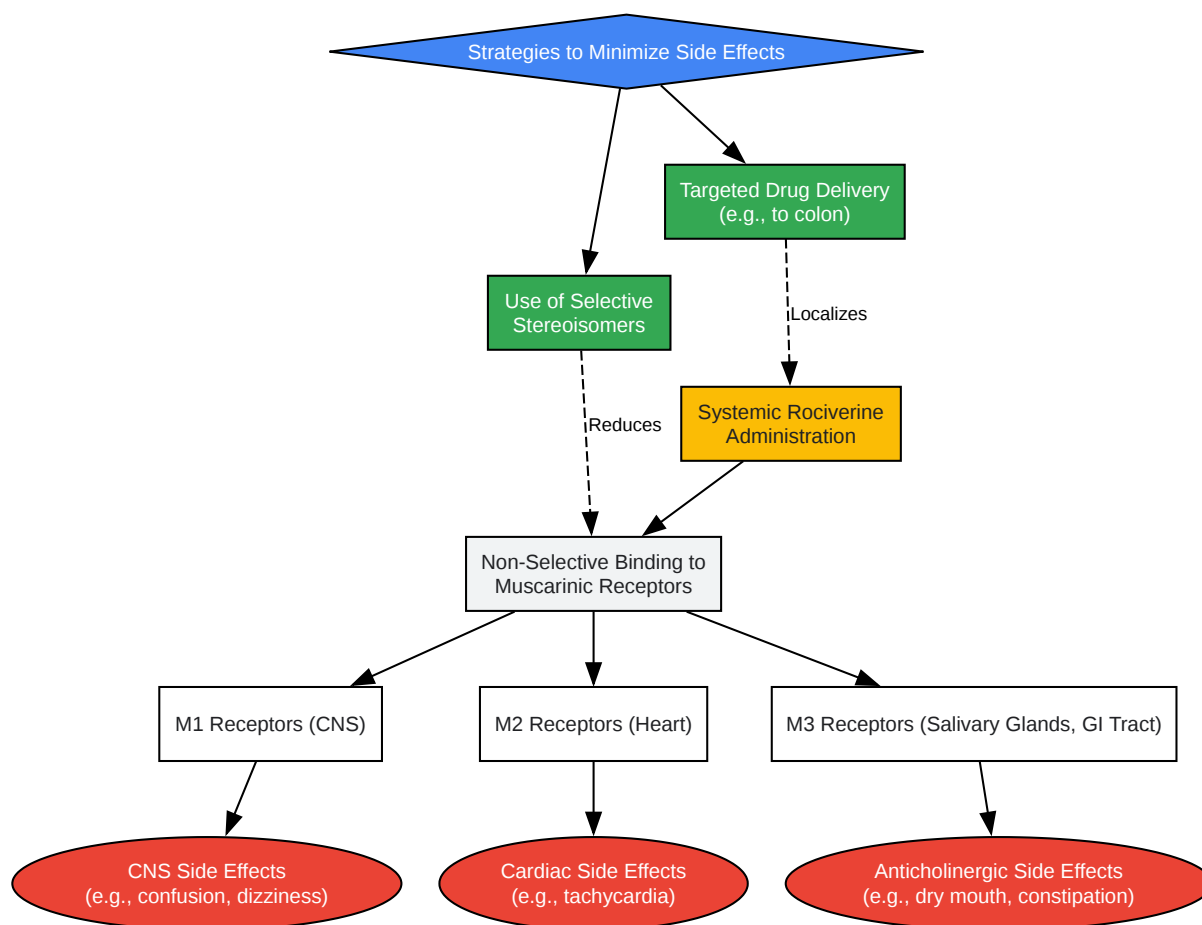 Strategies to Minimize Side Effects
Targeted Drug Delivery
(e.g., to colon)
Use of Selective
Stereoisomers
Localizes
Systemic Rociverine
Administration
Reduces
Non-Selective Binding to
Muscarinic Receptors
M1 Receptors (CNS)
M2 Receptors (Heart)
M3 Receptors (Salivary Glands, GI Tract)
CNS Side Effects
(e.g., confusion, dizziness)
Cardiac Side Effects
(e.g., tachycardia)
Anticholinergic Side Effects
(e.g., dry mouth, constipation)